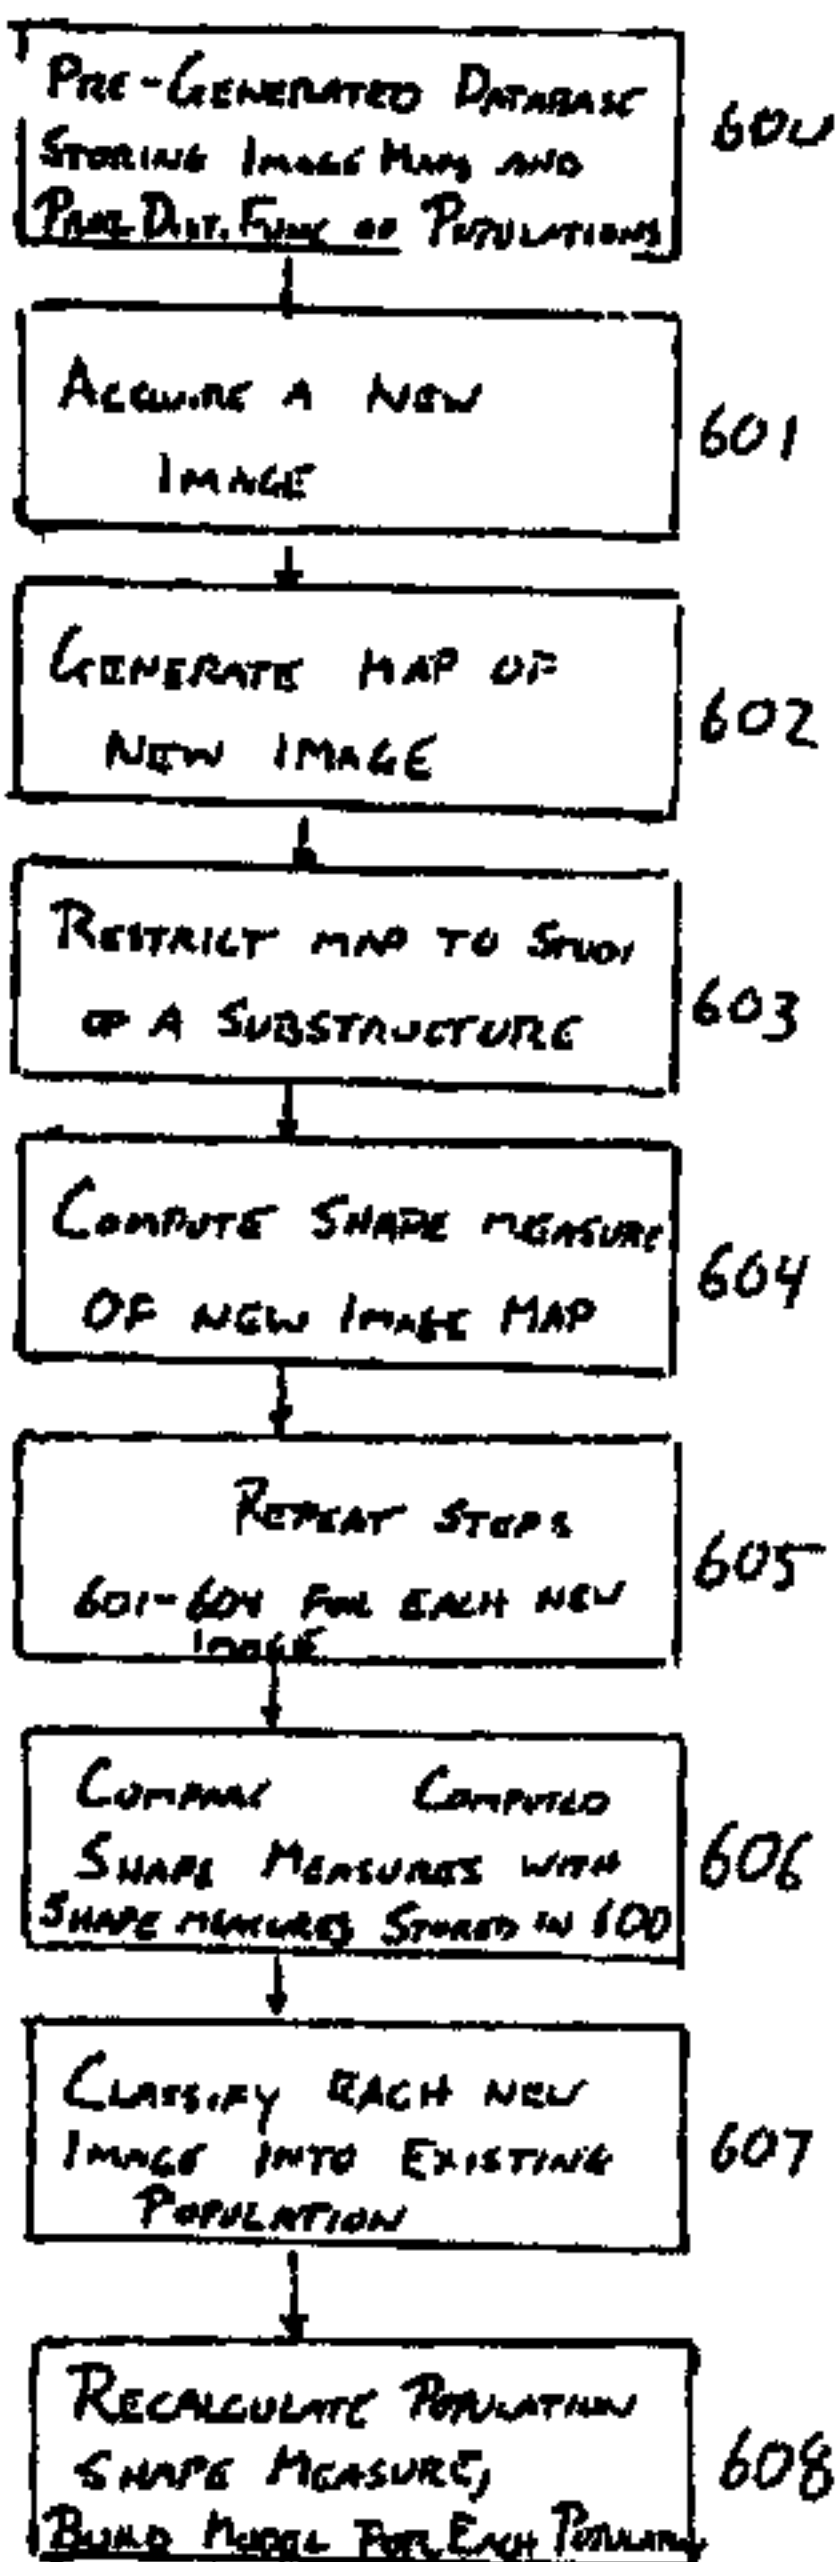 PRE-GENERATED DATABASE
STORING IMAGE MAPS AND
PROB. DIST. FUNC OF POPULATIONS
600
ACQUIRE A NEW
IMAGE
601
GENERATE MAP OF
NEW IMAGE
602
RESTRICT MAP TO STUDY
OF A SUBSTRUCTURE
603
COMPUTE SHAPE MEASURE
OF NEW IMAGE MAP
604
REPEAT STEPS
601-604 FOR EACH NEW
IMAGE
605
COMPARE COMPUTED
SHAPE MEASURES WITH
SHAPE MEASURES STORED IN 600
606
CLASSIFY EACH NEW
IMAGE INTO EXISTING
POPULATION
607
RECALCULATE POPULATION
SHAPE MEASURE,
BUILD MODEL FOR EACH POPULATION
608